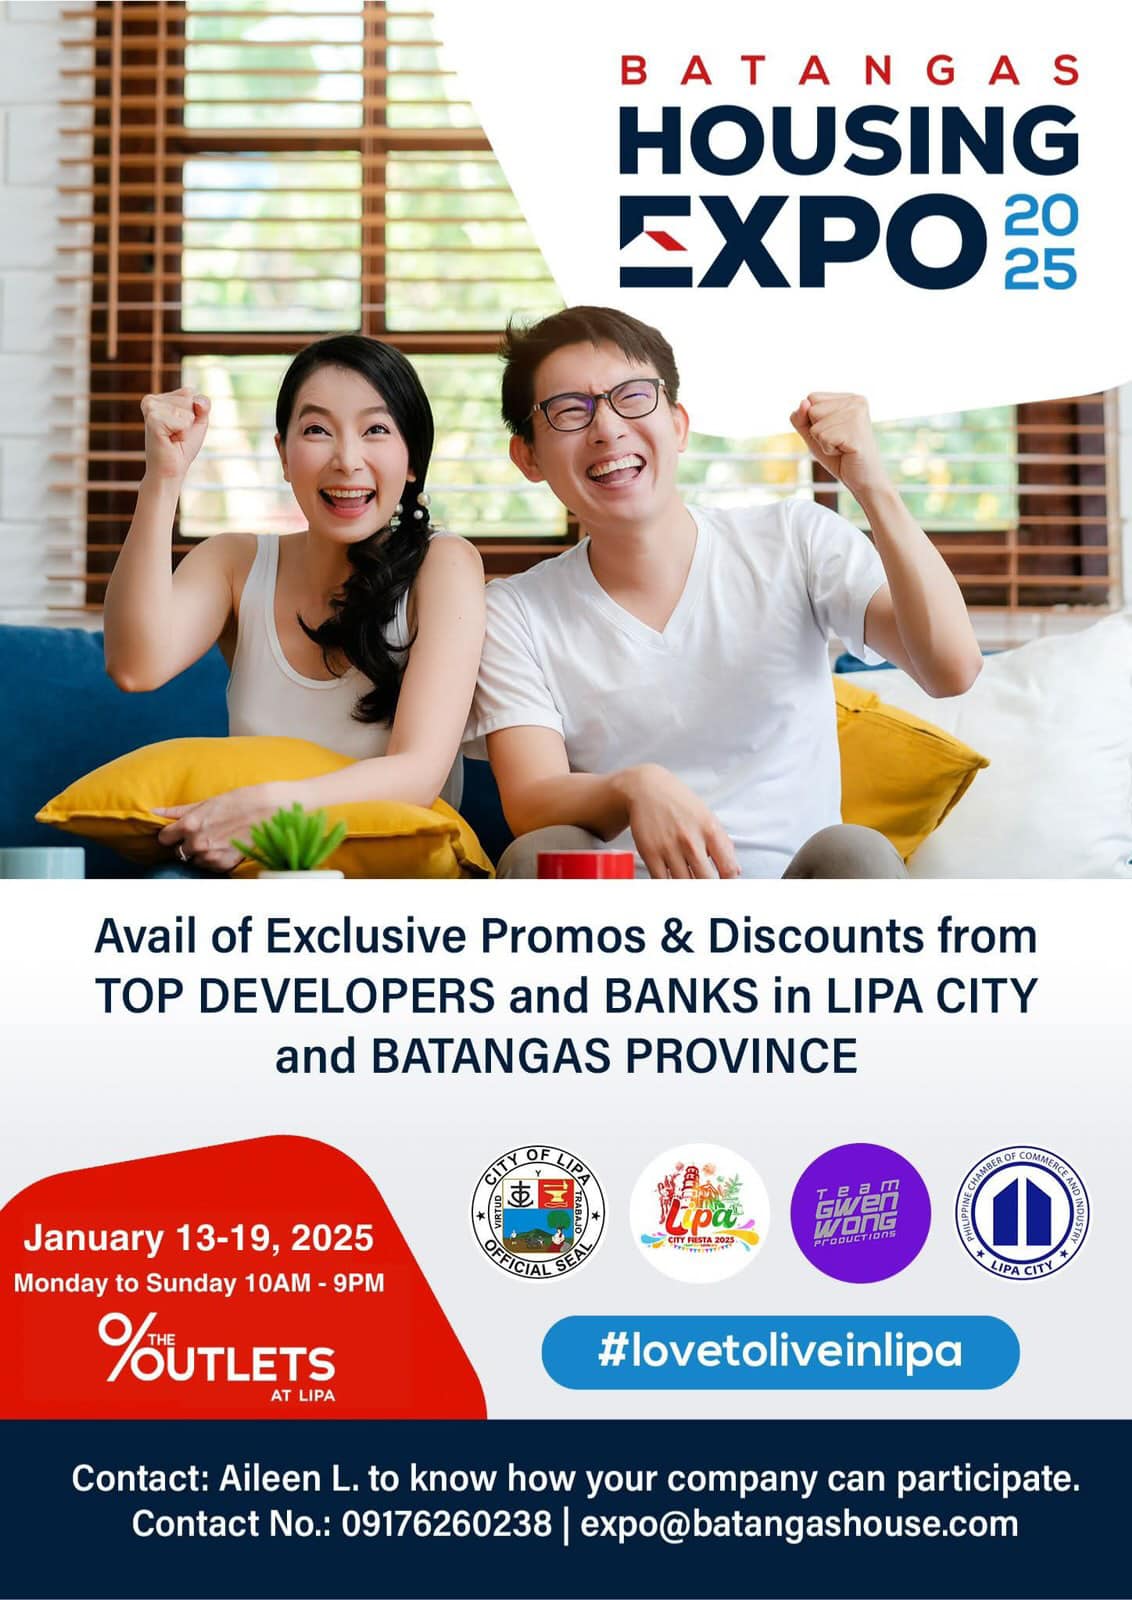 BATANGAS
HOUSING
EXPO 20
25
Avail of Exclusive Promos & Discounts from
TOP DEVELOPERS and BANKS in LIPA CITY
and BATANGAS PROVINCE
January 13-19, 2025
Monday to Sunday 10AM - 9PM
THE
OUTLETS
AT LIPA
CITY OF LIPA
VIRTUD Y TRABAJO
OFFICIAL SEAL
Lipa
CITY FIESTA 2025
Team
GWEN
WONG
PRODUCTIONS
PHILIPPINE CHAMBER OF COMMERCE AND INDUSTRY
LIPA CITY
#lovetoliveinlipa
Contact: Aileen L. to know how your company can participate.
Contact No.: 09176260238 | expo@batangashouse.com